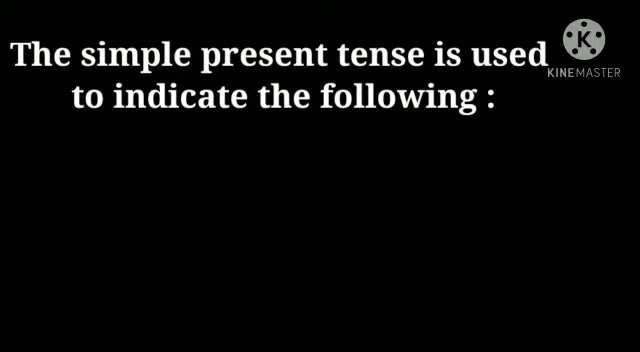 The simple present tense is used
to indicate the following :
K
KINEMASTER